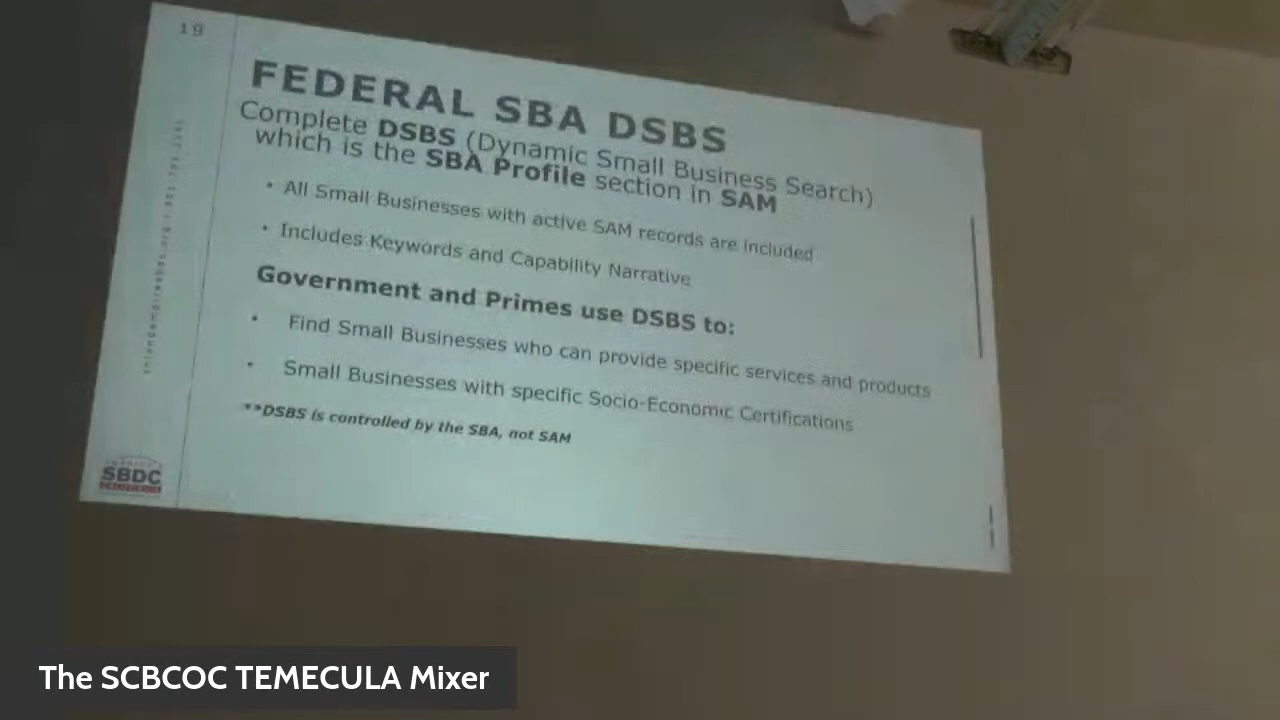 19
FEDERAL SBA DSBS
Complete DSBS (Dynamic Small Business Search)
which is the SBA Profile section in SAM
• All Small Businesses with active SAM records are included
• Includes Keywords and Capability Narrative
Government and Primes use DSBS to:
• Find Small Businesses who can provide specific services and products
• Small Businesses with specific Socio-Economic Certifications
**DSBS is controlled by the SBA, not SAM
SBDC
The SCBCOC TEMECULA Mixer